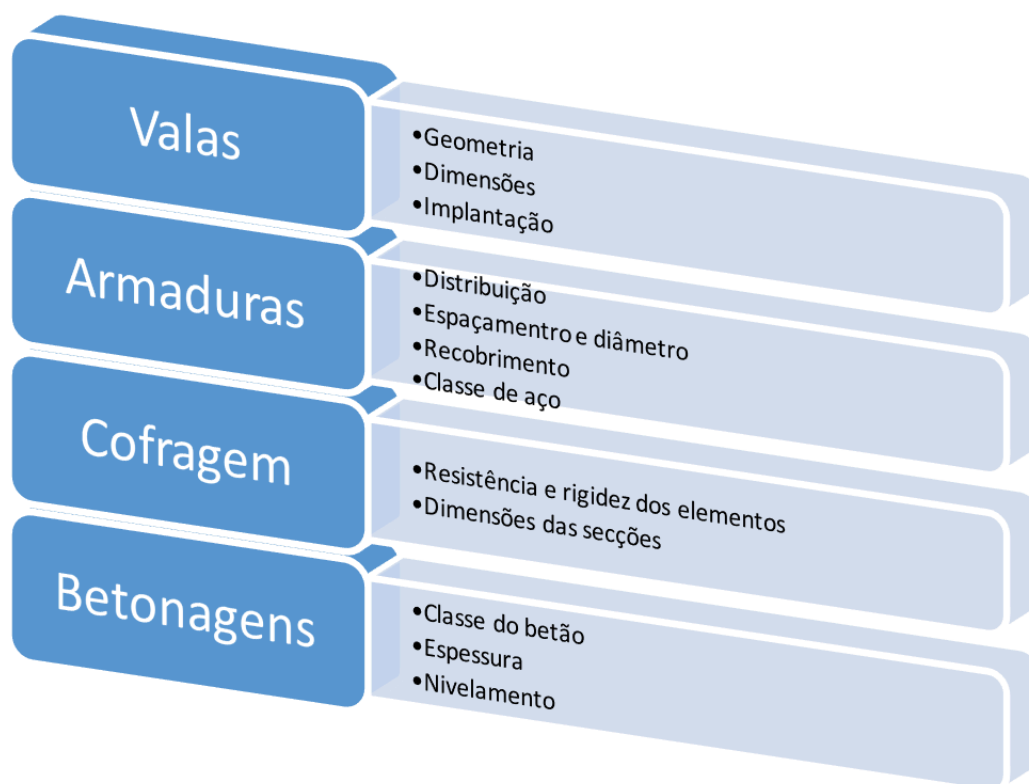 Valas
•Geometria
•Dimensões
•Implantação
Armaduras
•Distribuição
•Espaçamentro e diâmetro
•Recobrimento
•Classe de aço
Cofragem
•Resistência e rigidez dos elementos
•Dimensões das secções
Betonagens
•Classe do betão
•Espessura
•Nivelamento